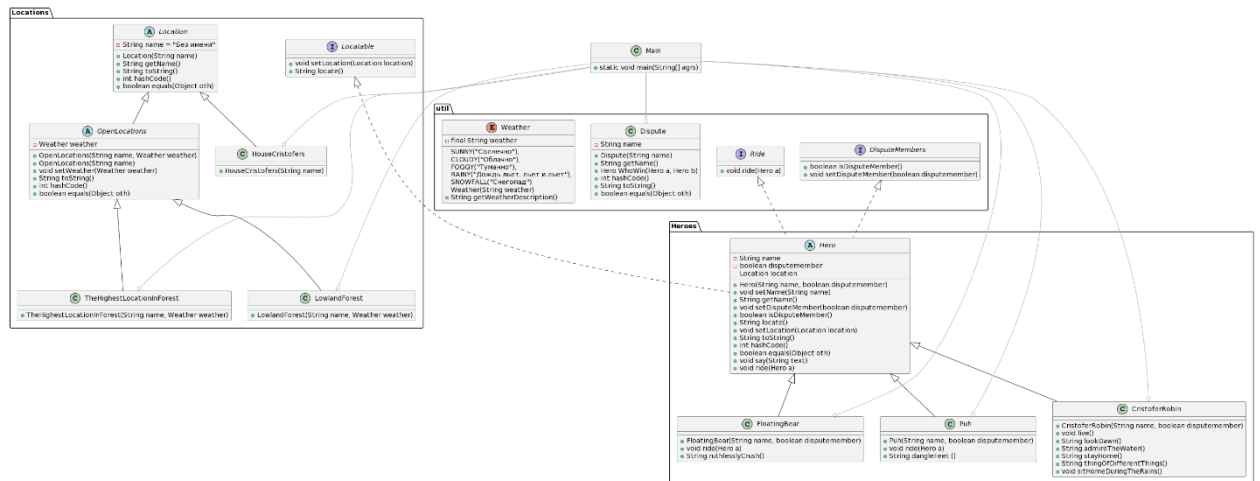 Locations
A Location
String name = "Без имени"
Location(String name)
String getName()
String toString()
int hashCode()
boolean equals(Object oth)
I Locatable
void setLocation(Location location)
String locate()
A OpenLocations
Weather weather
OpenLocations(String name, Weather weather)
OpenLocations(String name)
void setWeather(Weather weather)
String toString()
int hashCode()
boolean equals(Object oth)
C HouseCristofers
HouseCristofers(String name)
C TheHighestLocationInForest
TheHighestLocationInForest(String name, Weather weather)
C LowlandForest
LowlandForest(String name, Weather weather)
C Main
static void main(String[] agrs)
util
E Weather
final String weather
SUNNY("Солнечно"),
CLOUDY("Облачно"),
FOGGY("Туманно"),
RAINY("Дождь льет, льет и льет"),
SNOWFALL("Снегопад")
Weather(String weather)
String getWeatherDescription()
C Dispute
String name
Dispute(String name)
String getName()
Hero WhoWin(Hero a, Hero b)
int hashCode()
String toString()
boolean equals(Object oth)
I Ride
void ride(Hero a)
I DisputeMembers
boolean isDisputeMember()
void setDisputeMember(boolean disputemember)
Heroes
A Hero
String name
boolean disputemember
Location location
Hero(String name, boolean disputemember)
void setName(String name)
String getName()
void setDisputeMember(boolean disputemember)
boolean isDisputeMember()
String locate()
void setLocation(Location location)
String toString()
int hashCode()
boolean equals(Object oth)
void say(String text)
void ride(Hero a)
C FloatingBear
FloatingBear(String name, boolean disputemember)
void ride(Hero a)
String ruthlesslyCrush()
C Puh
Puh(String name, boolean disputemember)
void ride(Hero a)
String dangleFeet ()
C CristoferRobin
CristoferRobin(String name, boolean disputemember)
void live()
String lookDawn()
String admireTheWater()
String stayHome()
String thingOfDifferentThings()
void sitHomeDuringTheRains()